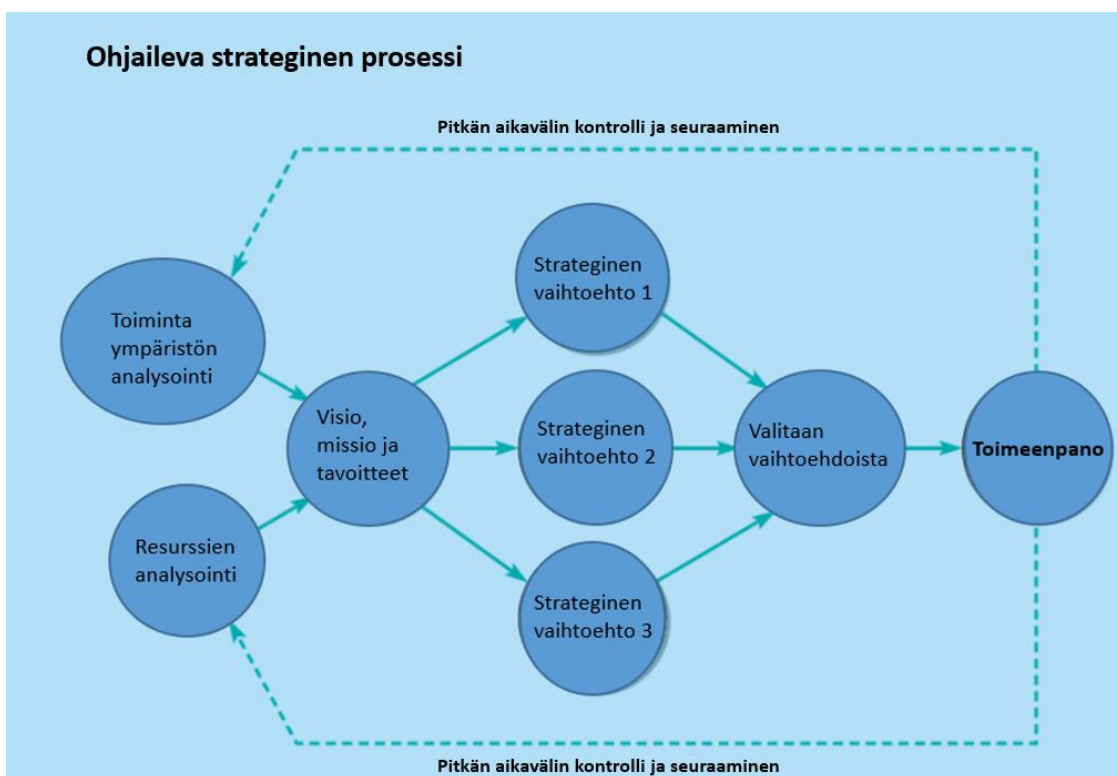 Ohjaileva strateginen prosessi
Pitkän aikavälin kontrolli ja seuraaminen
Toiminta
ympäristön
analysointi
Resurssien
analysointi
Visio,
missio ja
tavoitteet
Strateginen
vaihtoehto 1
Strateginen
vaihtoehto 2
Strateginen
vaihtoehto 3
Valitaan
vaihtoehdoista
Toimeenpano
Pitkän aikavälin kontrolli ja seuraaminen